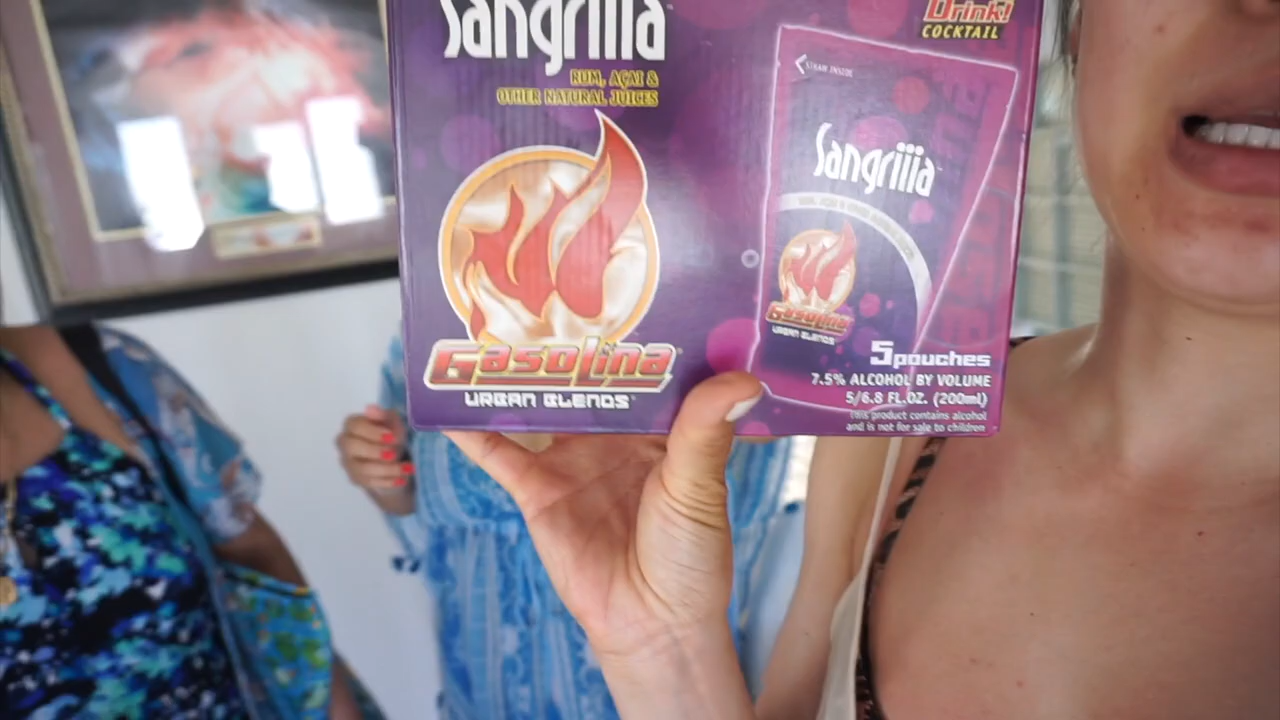 Sangriiia
RUM, AÇAI &
OTHER NATURAL JUICES
Gasolina
URBAN BLENDS
Drink!
COCKTAIL
STRAW INSIDE
Sangriiia
Gasolina
URBAN BLENDS
5 pouches
7.5% ALCOHOL BY VOLUME
5/6.8 FL.OZ. (200ml)
this product contains alcohol
and is not for sale to children